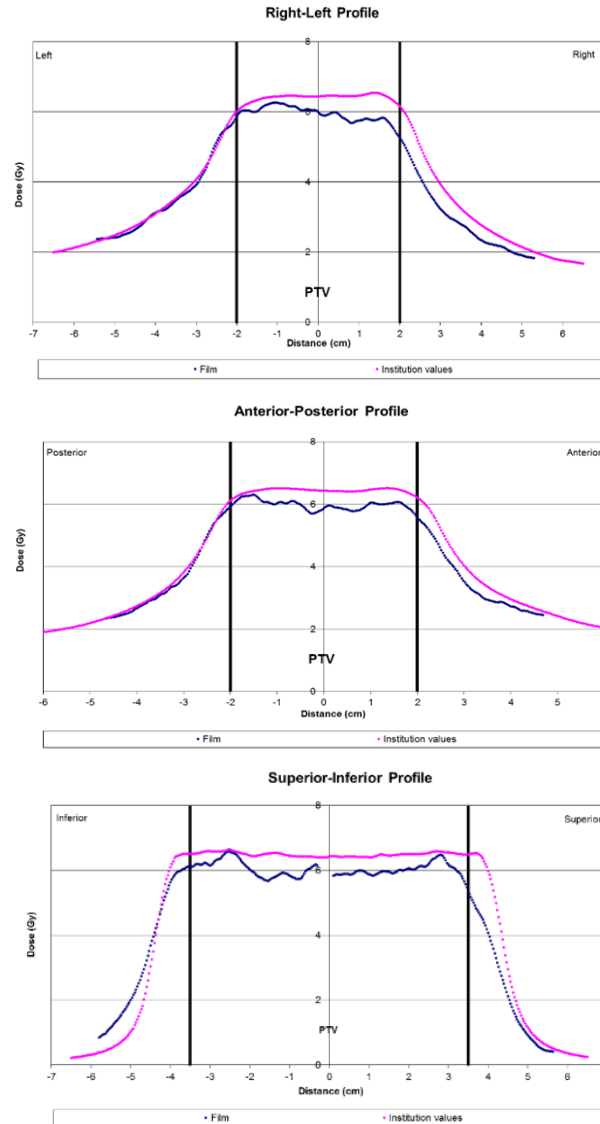 Right-Left Profile
8
Left
Right
6
Dose (Gy)
4
2
PTV
0
-7 -6 -5 -4 -3 -2 -1 0 1 2 3 4 5 6
Distance (cm)
Film Institution values
Anterior-Posterior Profile
8
Posterior
Anterior
6
Dose (Gy)
4
2
PTV
0
-6 -5 -4 -3 -2 -1 0 1 2 3 4 5
Distance (cm)
Film Institution values
Superior-Inferior Profile
8
Inferior
Superior
6
Dose (Gy)
4
2
PTV
0
-7 -6 -5 -4 -3 -2 -1 0 1 2 3 4 5 6
Distance (cm)
Film Institution values